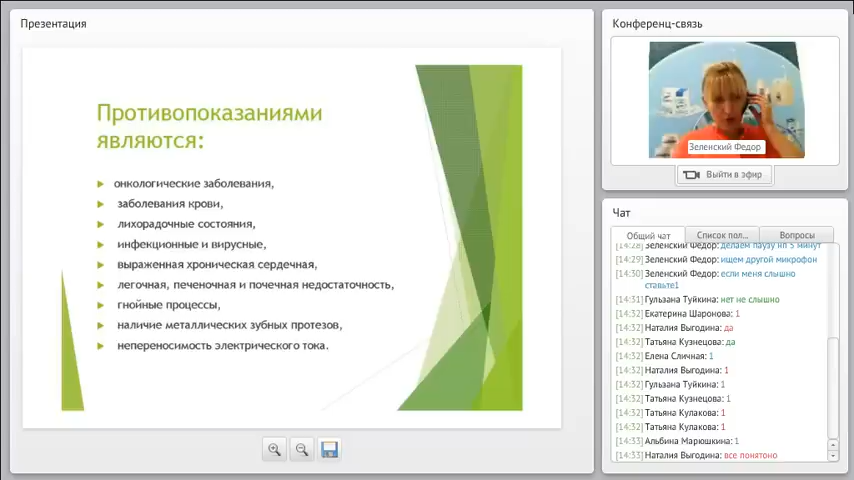 Презентация
Противопоказаниями
являются:
онкологические заболевания,
заболевания крови,
лихорадочные состояния,
инфекционные и вирусные,
выраженная хроническая сердечная,
легочная, печеночная и почечная недостаточность,
гнойные процессы,
наличие металлических зубных протезов,
непереносимость электрического тока.
Конференц-связь
Зеленский Федор
Выйти в эфир
Чат
Общий чат
Список пол...
Вопросы
[14:28] Зеленский Федор: делаем паузу нп 5 минут
[14:29] Зеленский Федор: ищем другой микрофон
[14:30] Зеленский Федор: если меня слышно
ставьте1
[14:31] Гульзана Туйкина: нет не слышно
[14:32] Екатерина Шаронова: 1
[14:32] Наталия Выгодина: да
[14:32] Татьяна Кузнецова: да
[14:32] Елена Сличная: 1
[14:32] Наталия Выгодина: 1
[14:32] Гульзана Туйкина: 1
[14:32] Татьяна Кузнецова: 1
[14:32] Татьяна Кулакова: 1
[14:32] Татьяна Кулакова: 1
[14:33] Альбина Марюшкина: 1
[14:33] Наталия Выгодина: все понятоно